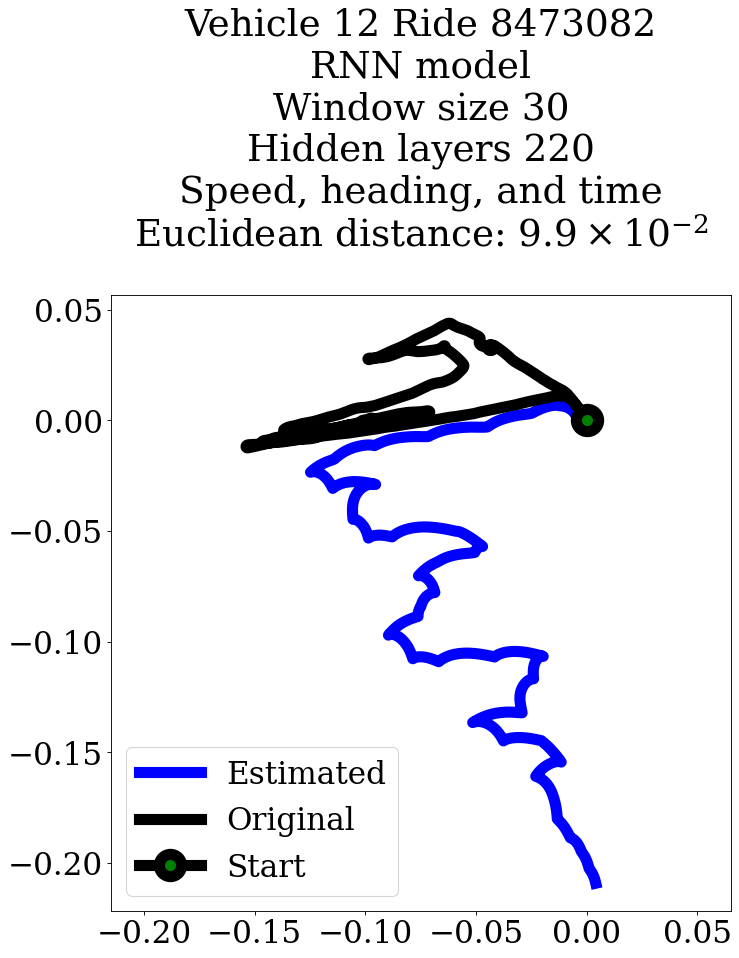 Vehicle 12 Ride 8473082
RNN model
Window size 30
Hidden layers 220
Speed, heading, and time
Euclidean distance: 9.9 × 10⁻²
0.05
0.00
−0.05
−0.10
−0.15
−0.20
Estimated
Original
Start
−0.20 −0.15 −0.10 −0.05 0.00 0.05